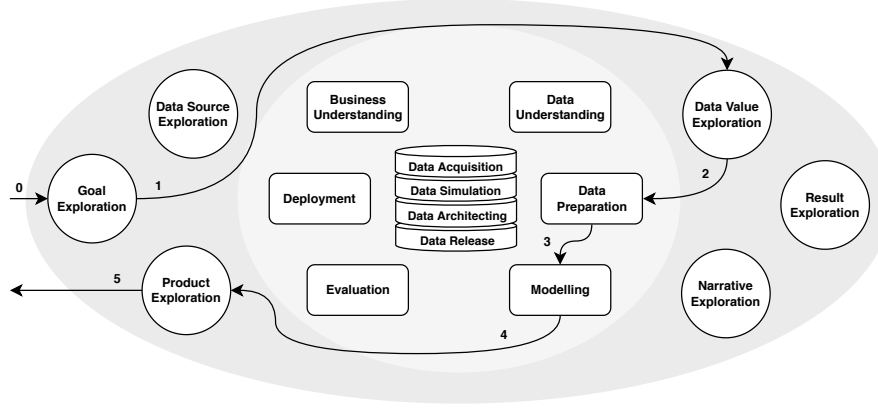 Data Source
Exploration
Business
Understanding
Data
Understanding
Data Value
Exploration
0
Goal
Exploration
1
Deployment
Data Acquisition
Data Simulation
Data Architecting
Data Release
Data
Preparation
2
Result
Exploration
3
5
Product
Exploration
Evaluation
Modelling
Narrative
Exploration
4